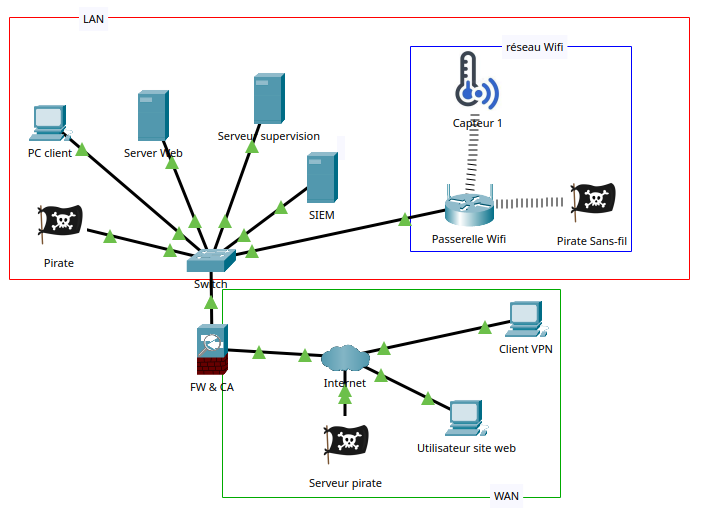 LAN
réseau Wifi
Capteur 1
PC client
Server Web
Serveur supervision
SIEM
Pirate
Passerelle Wifi
Pirate Sans-fil
Switch
FW & CA
Internet
Client VPN
Utilisateur site web
Serveur pirate
WAN